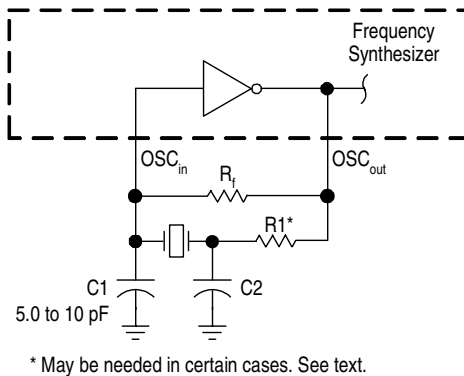 Frequency
Synthesizer
OSCin
OSCout
Rf
R1*
C1
C2
5.0 to 10 pF
* May be needed in certain cases. See text.